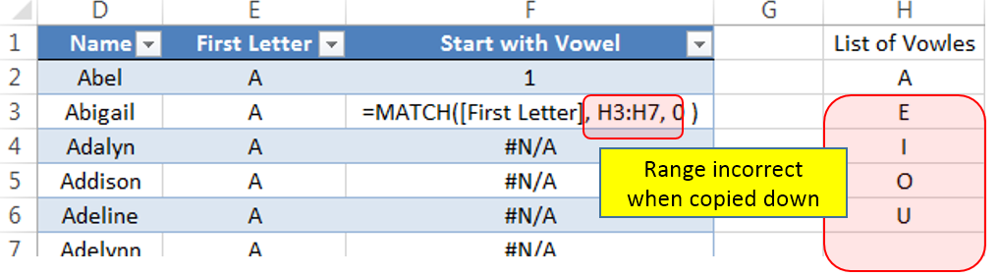 D E F G H
1 Name First Letter Start with Vowel List of Vowles
2 Abel A 1 A
3 Abigail A =MATCH([First Letter], H3:H7, 0 ) E
4 Adalyn A #N/A I
5 Addison A #N/A O
6 Adeline A #N/A U
7 Adelynn A #N/A
Range incorrect
when copied down